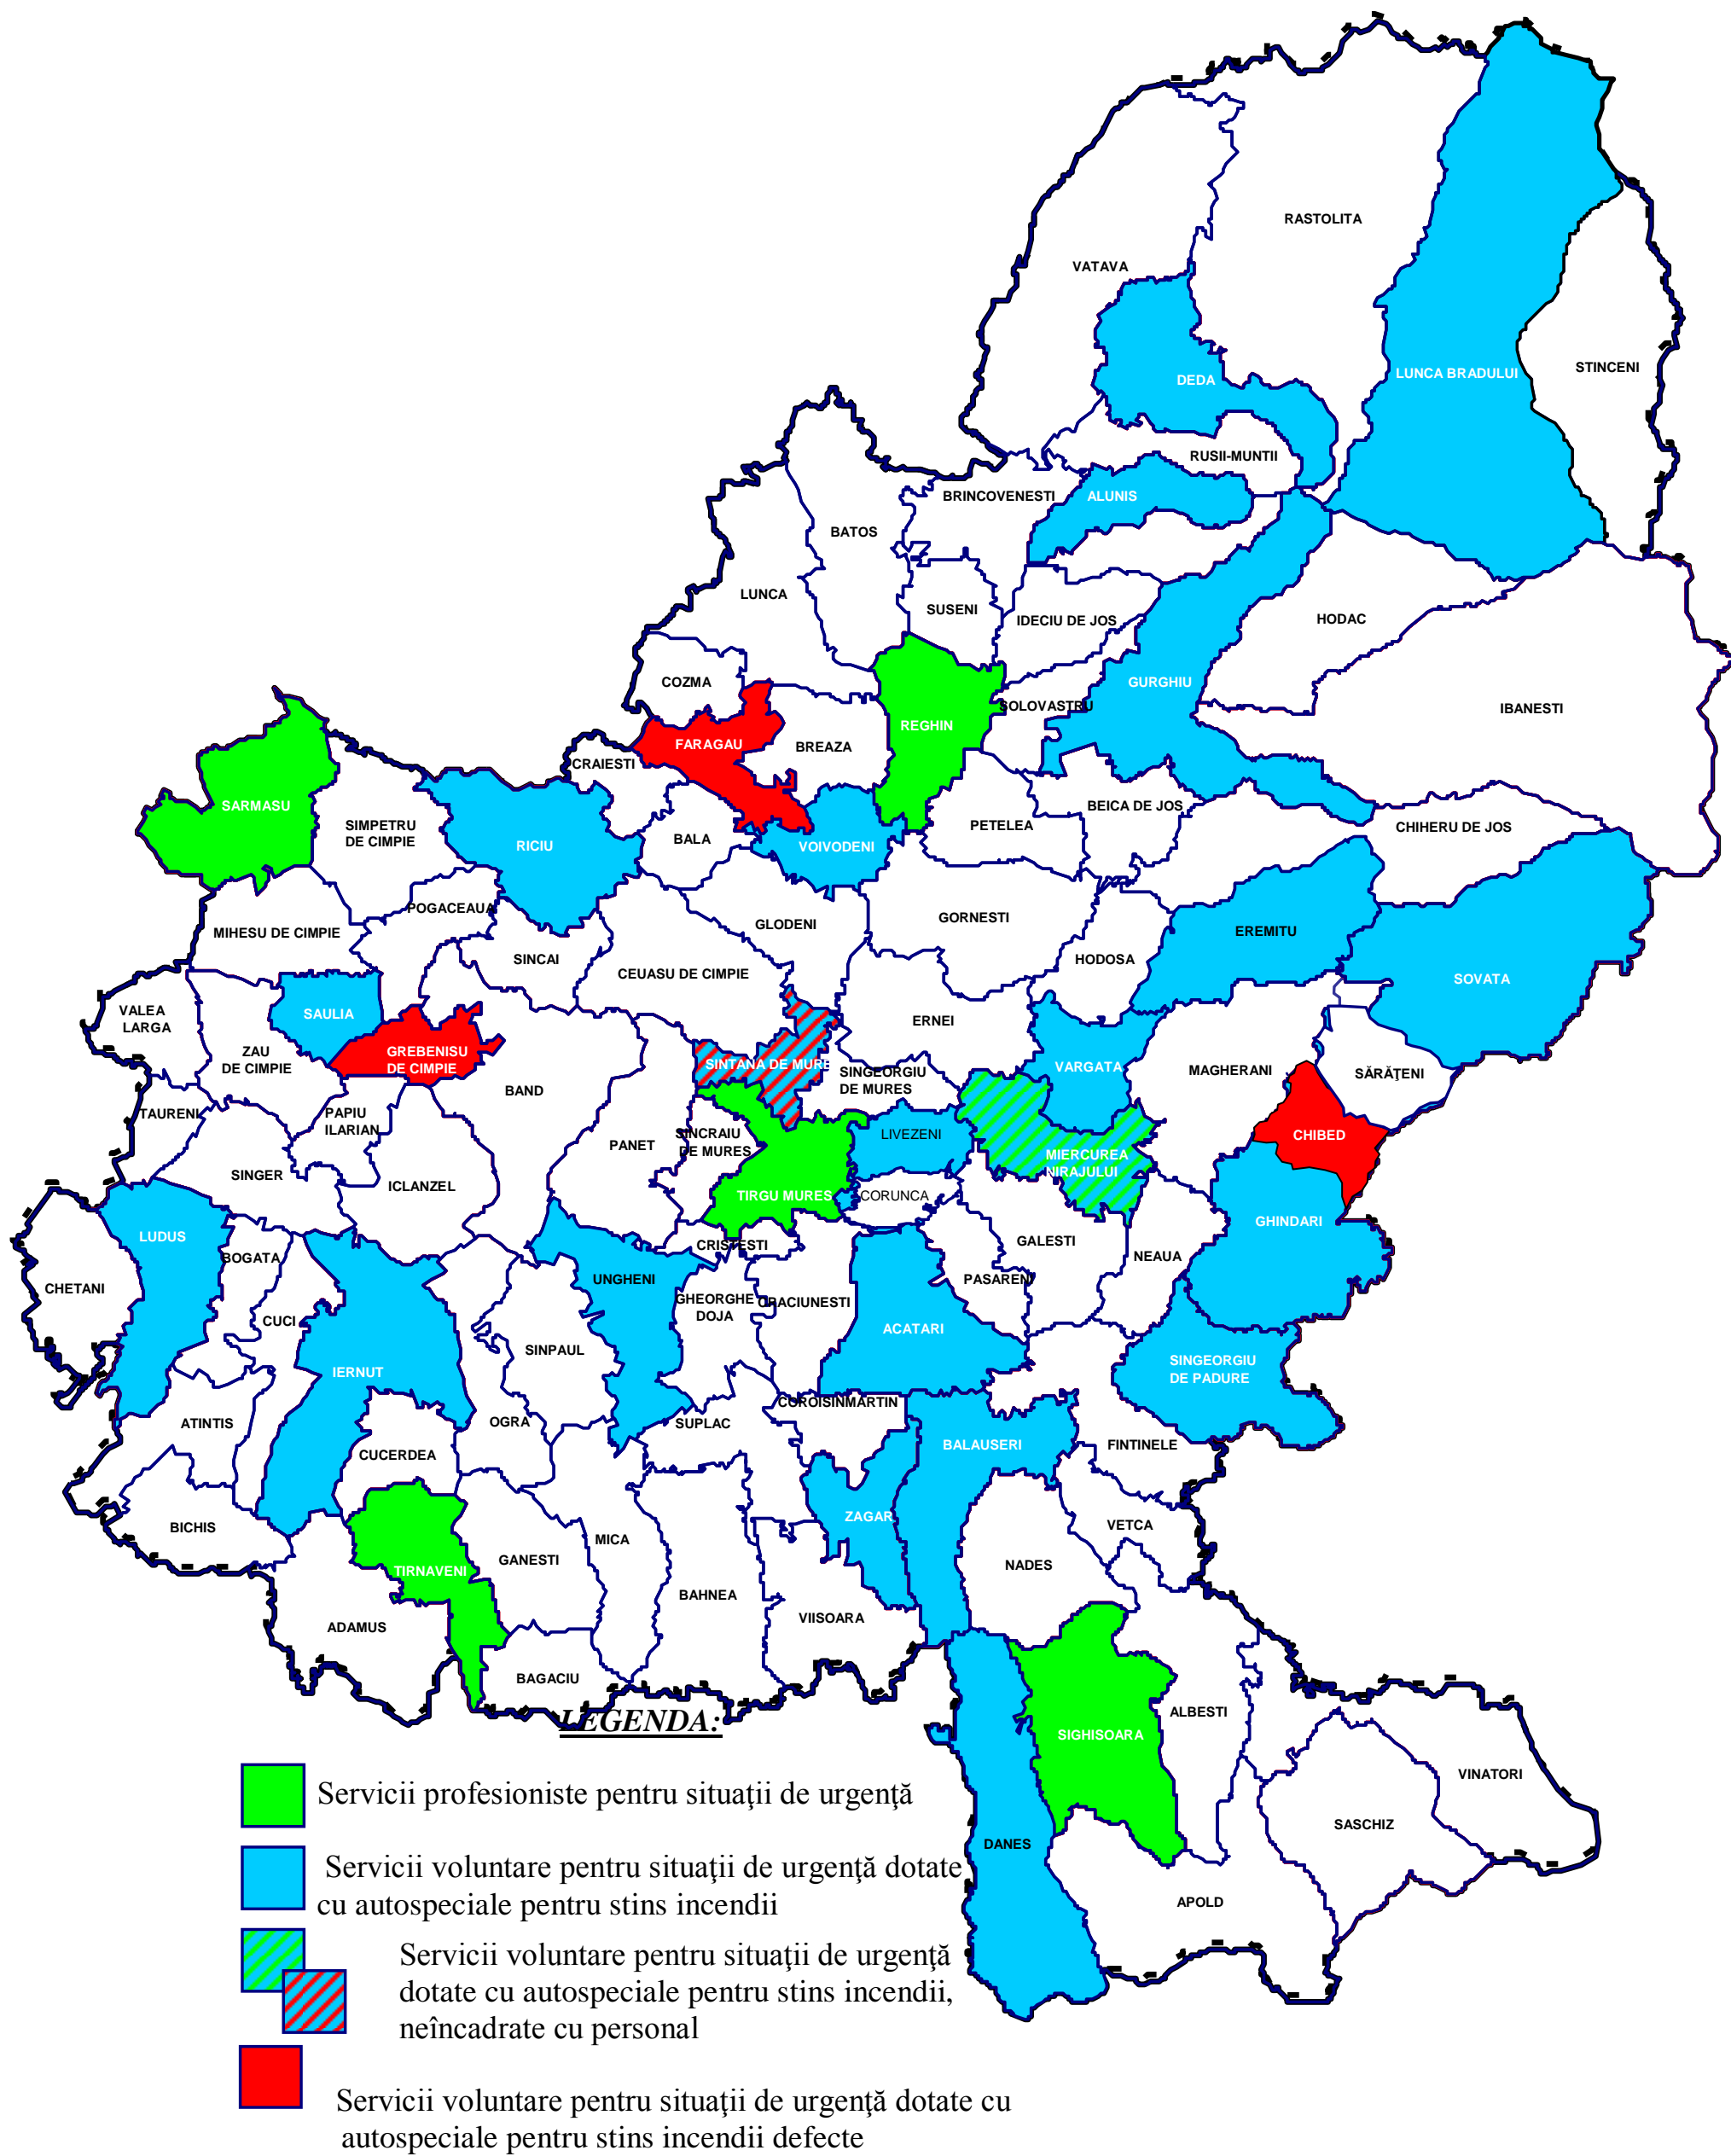 RASTOLITA
VATAVA
STINCENI
LUNCA BRADULUI
DEDA
RUSII-MUNTII
BRINCOVENESTI
ALUNIS
BATOS
LUNCA
SUSENI
IDECIU DE JOS
HODAC
COZMA
GURGHIU
SOLOVASTRU
IBANESTI
REGHIN
FARAGAU
BREAZA
CRAIESTI
SARMASU
BEICA DE JOS
SIMPETRU
DE CIMPIE
PETELEA
CHIHERU DE JOS
RICIU
BALA
VOIVODENI
POGACEAUA
GORNESTI
GLODENI
MIHESU DE CIMPIE
EREMITU
SINCAI
HODOSA
CEUASU DE CIMPIE
SOVATA
VALEA
LARGA
SAULIA
ERNEI
ZAU
DE CIMPIE
GREBENISU
DE CIMPIE
SINTANA DE MURE
SINGEORGIU
DE MURES
VARGATA
MAGHERANI
SĂRĂŢENI
BAND
TAURENI
PAPIU
ILARIAN
PANET
SINCRAIU
DE MURES
LIVEZENI
CHIBED
MIERCUREA
NIRAJULUI
SINGER
ICLANZEL
TIRGU MURES
CORUNCA
GHINDARI
LUDUS
BOGATA
CRISTESTI
GALESTI
NEAUA
CHETANI
UNGHENI
PASARENI
GHEORGHE
DOJA
CRACIUNESTI
CUCI
ACATARI
SINPAUL
IERNUT
SINGEORGIU
DE PADURE
COROISINMARTIN
ATINTIS
OGRA
SUPLAC
BALAUSERI
FINTINELE
CUCERDEA
ZAGAR
BICHIS
MICA
VETCA
GANESTI
NADES
TIRNAVENI
BAHNEA
VIISOARA
ADAMUS
BAGACIU
ALBESTI
SIGHISOARA
VINATORI
SASCHIZ
DANES
APOLD
LEGENDA:
Servicii profesioniste pentru situaţii de urgenţă
Servicii voluntare pentru situaţii de urgenţă dotate
cu autospeciale pentru stins incendii
Servicii voluntare pentru situaţii de urgenţă
dotate cu autospeciale pentru stins incendii,
neîncadrate cu personal
Servicii voluntare pentru situaţii de urgenţă dotate cu
autospeciale pentru stins incendii defecte